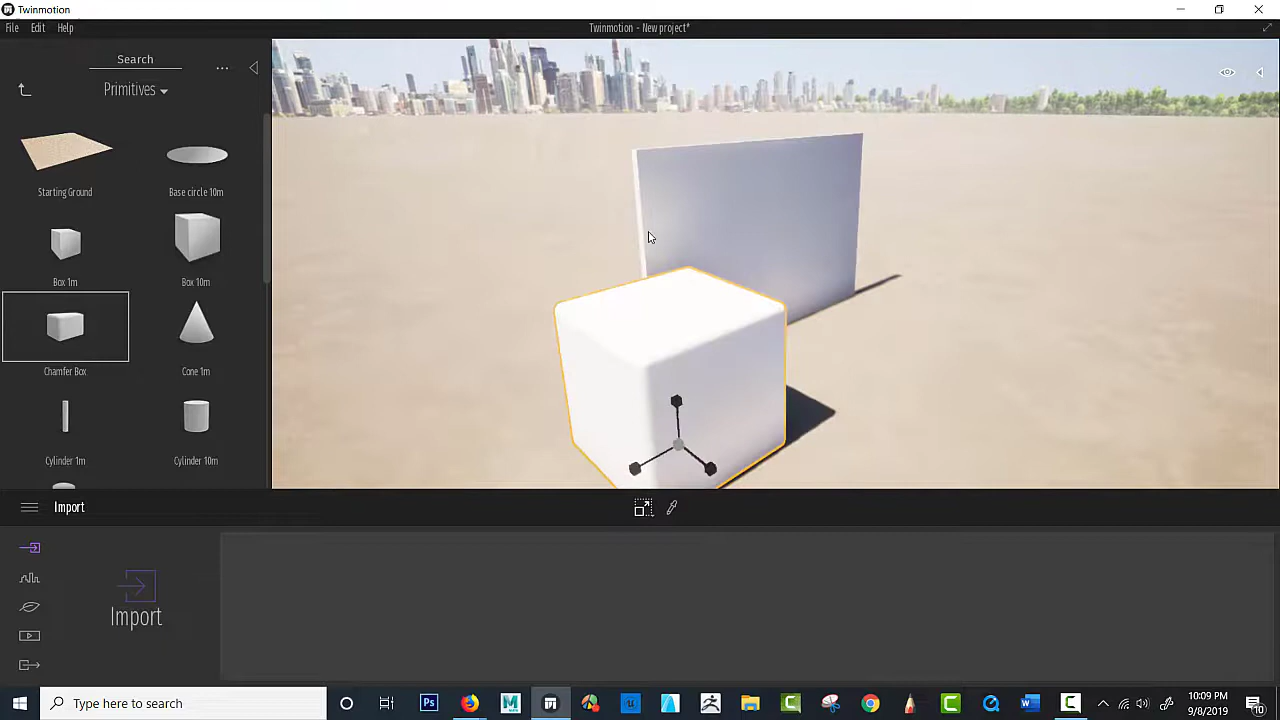 Twinmotion
File Edit Help
Twinmotion - New project*
Search
...
Primitives
Starting Ground
Base circle 10m
Box 1m
Box 10m
Chamfer Box
Cone 1m
Cylinder 1m
Cylinder 10m
Import
Import
Type here to search
Ps
M
u
W
10:09 PM
9/8/2019
10